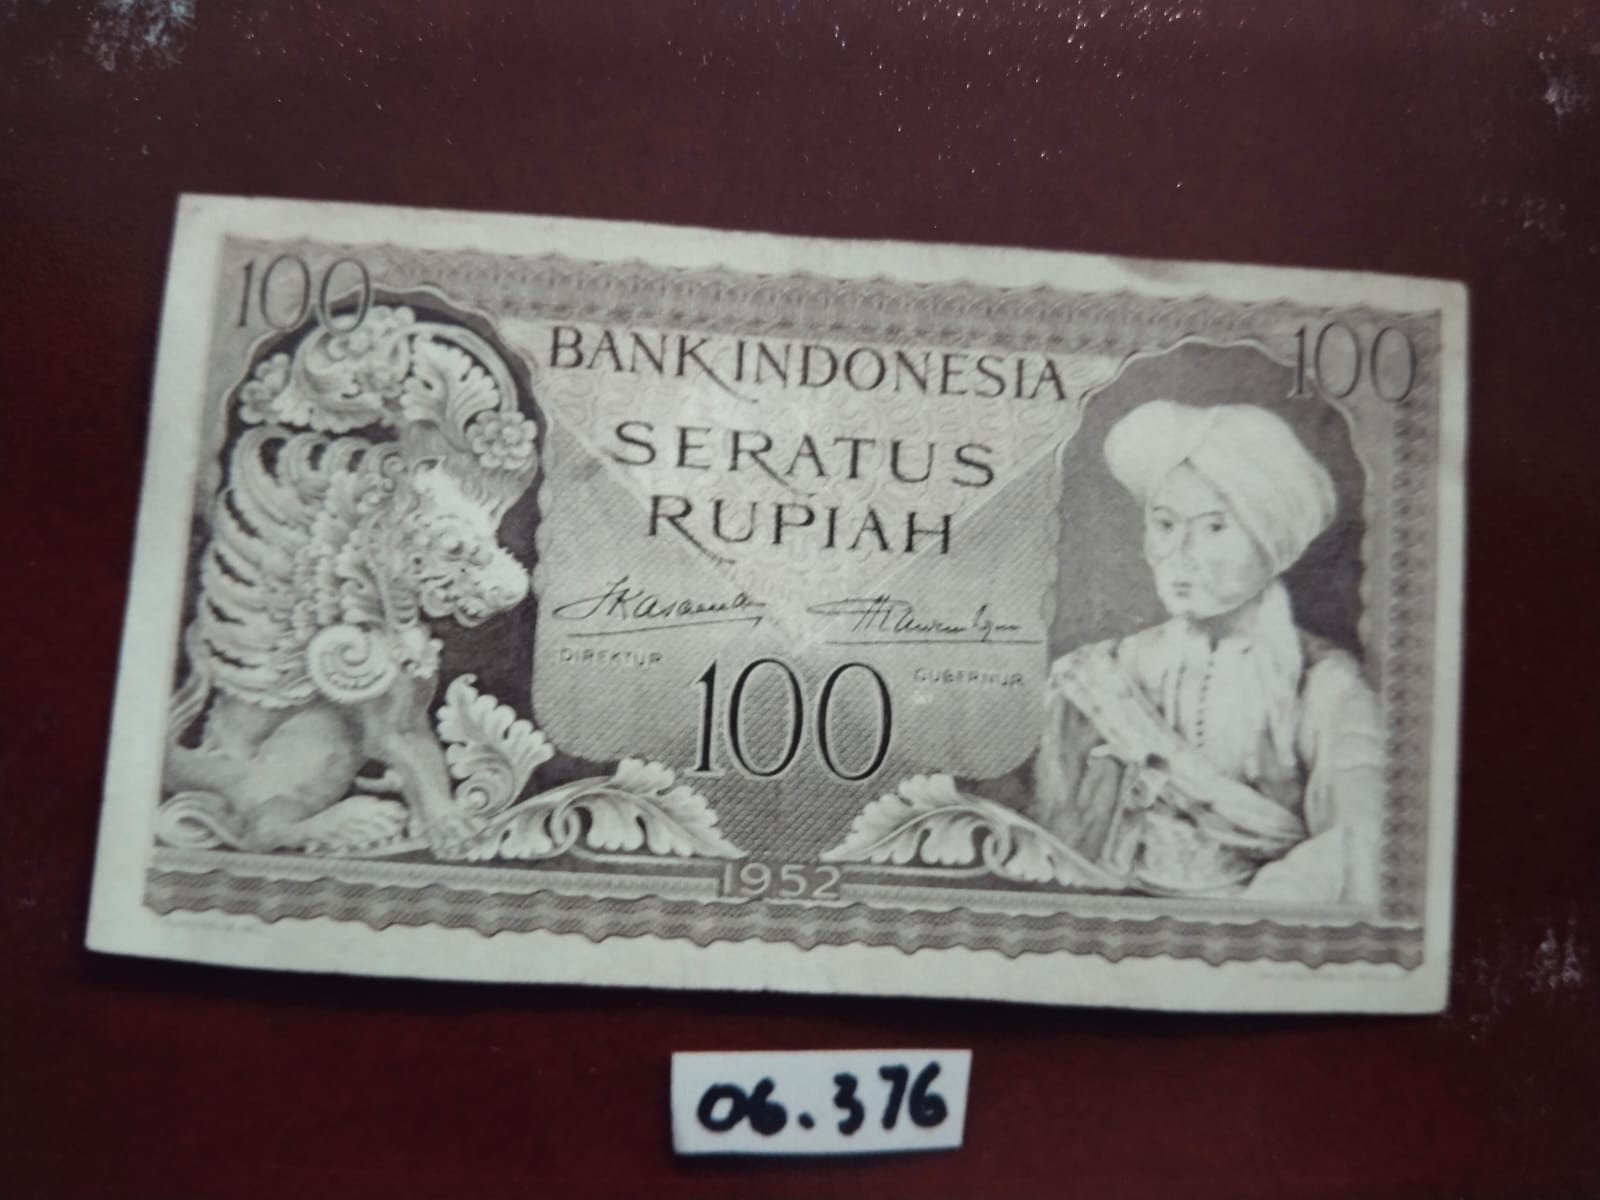 100
100
BANK INDONESIA
SERATUS
RUPIAH
DIREKTUR
GUBERNUR
100
1952
06.376